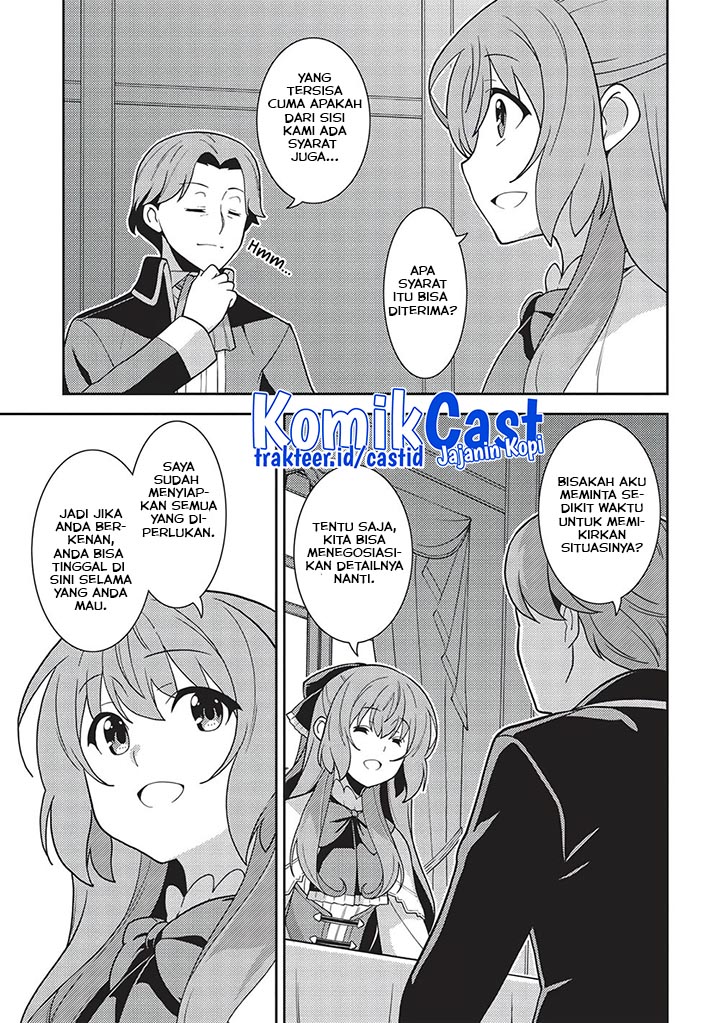 YANG
TERSISA
CUMA APAKAH
DARI SISI
KAMI ADA
SYARAT
JUGA...
HMM...
APA
SYARAT
ITU BISA
DITERIMA?
KomikCast
trakteer.id/castid
Jajanin Kopi
BISAKAH AKU
MEMINTA SE-
DIKIT WAKTU
UNTUK MEMI-
KIRKAN
SITUASINYA?
TENTU SAJA,
KITA BISA
MENEGOSIASI-
KAN DETAILNYA
NANTI.
SAYA
SUDAH
MENYIAP-
KAN SEMUA
YANG DI-
PERLUKAN.
JADI JIKA
ANDA BER-
KENAN,
ANDA BISA
TINGGAL DI
SINI SELAMA
YANG ANDA
MAU.